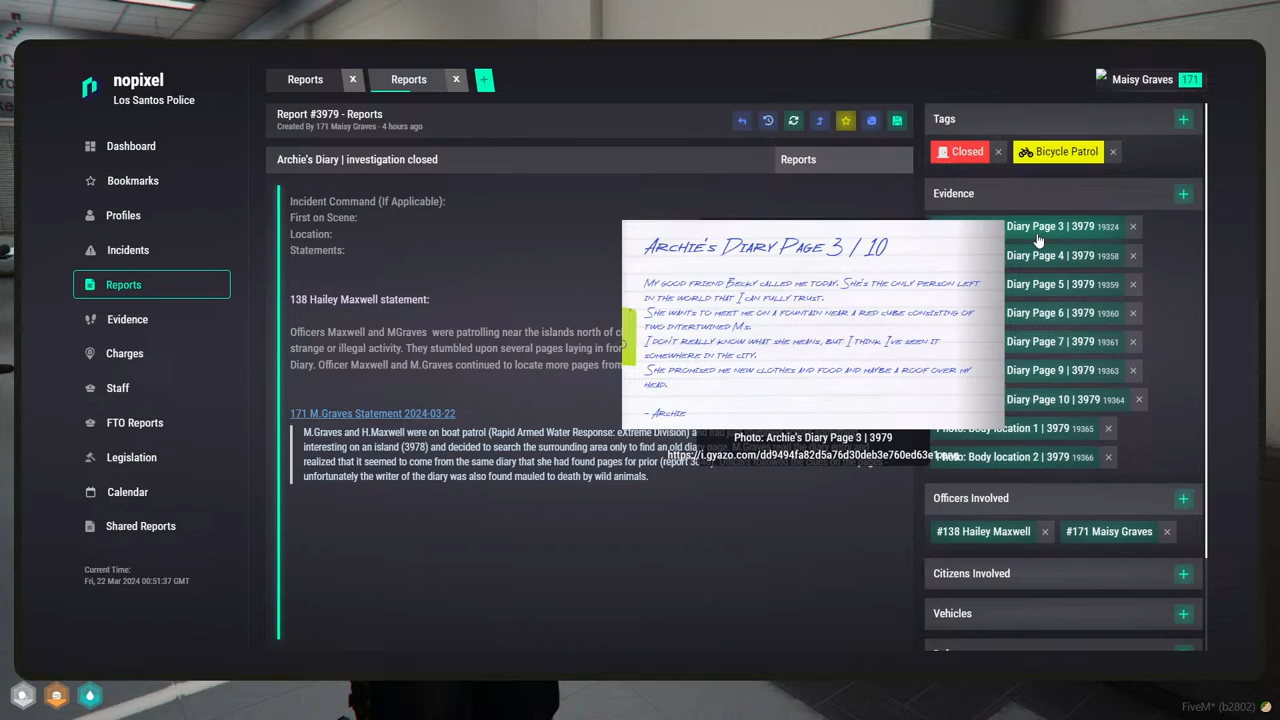 nopixel
Los Santos Police
Dashboard
Bookmarks
Profiles
Incidents
Reports
Evidence
Charges
Staff
FTO Reports
Legislation
Calendar
Shared Reports
Current Time:
Fri, 22 Mar 2024 00:51:37 GMT
Reports x Reports x +
Maisy Graves 171
Report #3979 - Reports
Created By 171 Maisy Graves · 4 hours ago
Archie's Diary | investigation closed
Reports
Incident Command (If Applicable):
First on Scene:
Location:
Statements:
138 Hailey Maxwell statement:
Officers Maxwell and MGraves were patrolling near the islands north of
strange or illegal activity. They stumbled upon several pages laying in
Diary. Officer Maxwell and M.Graves continued to locate more pages
171 M.Graves Statement 2024-03-22
M.Graves and H.Maxwell were on boat patrol (Rapid Armed Water Response: eXtreme Division) and
interesting on an island (3978) and decided to search the surrounding area only to find an old
realized that it seemed to come from the same diary that she had found pages for prior (report
unfortunately the writer of the diary was also found mauled to death by wild animals.
Archie's Diary Page 3 / 10
My good friend Becky called me today. She's the only person left
in the world that I can fully trust.
She wants to meet me on a fountain near a red cube consisting of
two intertwined Ms.
I don't really know what she means, but I think I've seen it
somewhere in the city.
She promised me new clothes and food and maybe a roof over my
head.
- Archie
Photo: Archie's Diary Page 3 | 3979
Tags +
Closed x Bicycle Patrol x
Evidence +
Diary Page 3 | 3979 19324 x
Diary Page 4 | 3979 19358 x
Diary Page 5 | 3979 19359 x
Diary Page 6 | 3979 19360 x
Diary Page 7 | 3979 19361 x
Diary Page 9 | 3979 19363 x
Diary Page 10 | 3979 19364 x
Photo: Body location 1 | 3979 19365 x
Photo: Body location 2 | 3979 19366 x
Officers Involved +
#138 Hailey Maxwell x #171 Maisy Graves x
Citizens Involved +
Vehicles +
FiveM* (b2802)